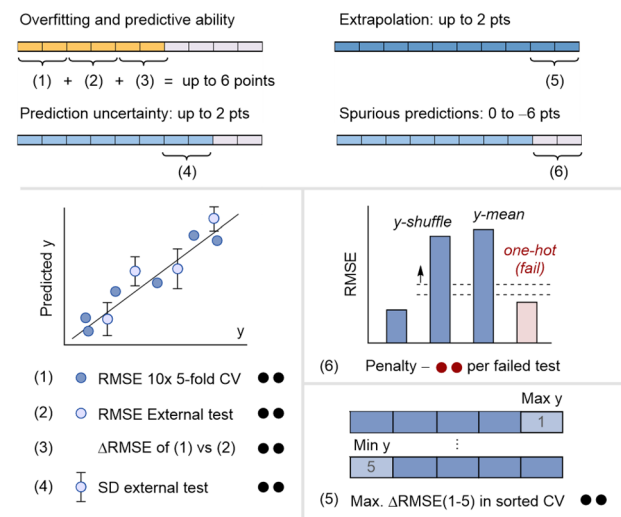 Overfitting and predictive ability
(1) + (2) + (3) = up to 6 points
Extrapolation: up to 2 pts
(5)
Prediction uncertainty: up to 2 pts
(4)
Spurious predictions: 0 to −6 pts
(6)
Predicted y
y
(1) RMSE 10x 5-fold CV
(2) RMSE External test
(3) ΔRMSE of (1) vs (2)
(4) SD external test
RMSE
y-shuffle
y-mean
one-hot
(fail)
(6) Penalty – per failed test
Max y
1
Min y
5
(5) Max. ΔRMSE(1-5) in sorted CV